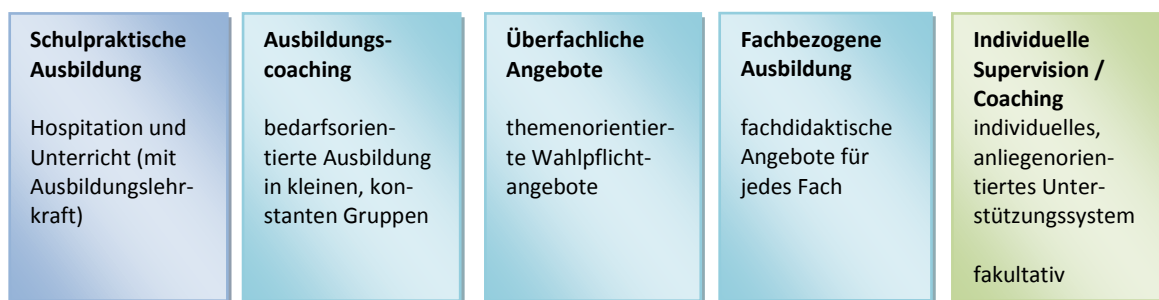 Schulpraktische
Ausbildung
Hospitation und
Unterricht (mit
Ausbildungslehr-
kraft)
Ausbildungs-
coaching
bedarfsorien-
tierte Ausbildung
in kleinen, kon-
stanten Gruppen
Überfachliche
Angebote
themenorientier-
te Wahlpflicht-
angebote
Fachbezogene
Ausbildung
fachdidaktische
Angebote für
jedes Fach
Individuelle
Supervision /
Coaching
individuelles,
anliegenorien-
tiertes Unter-
stützungssystem
fakultativ